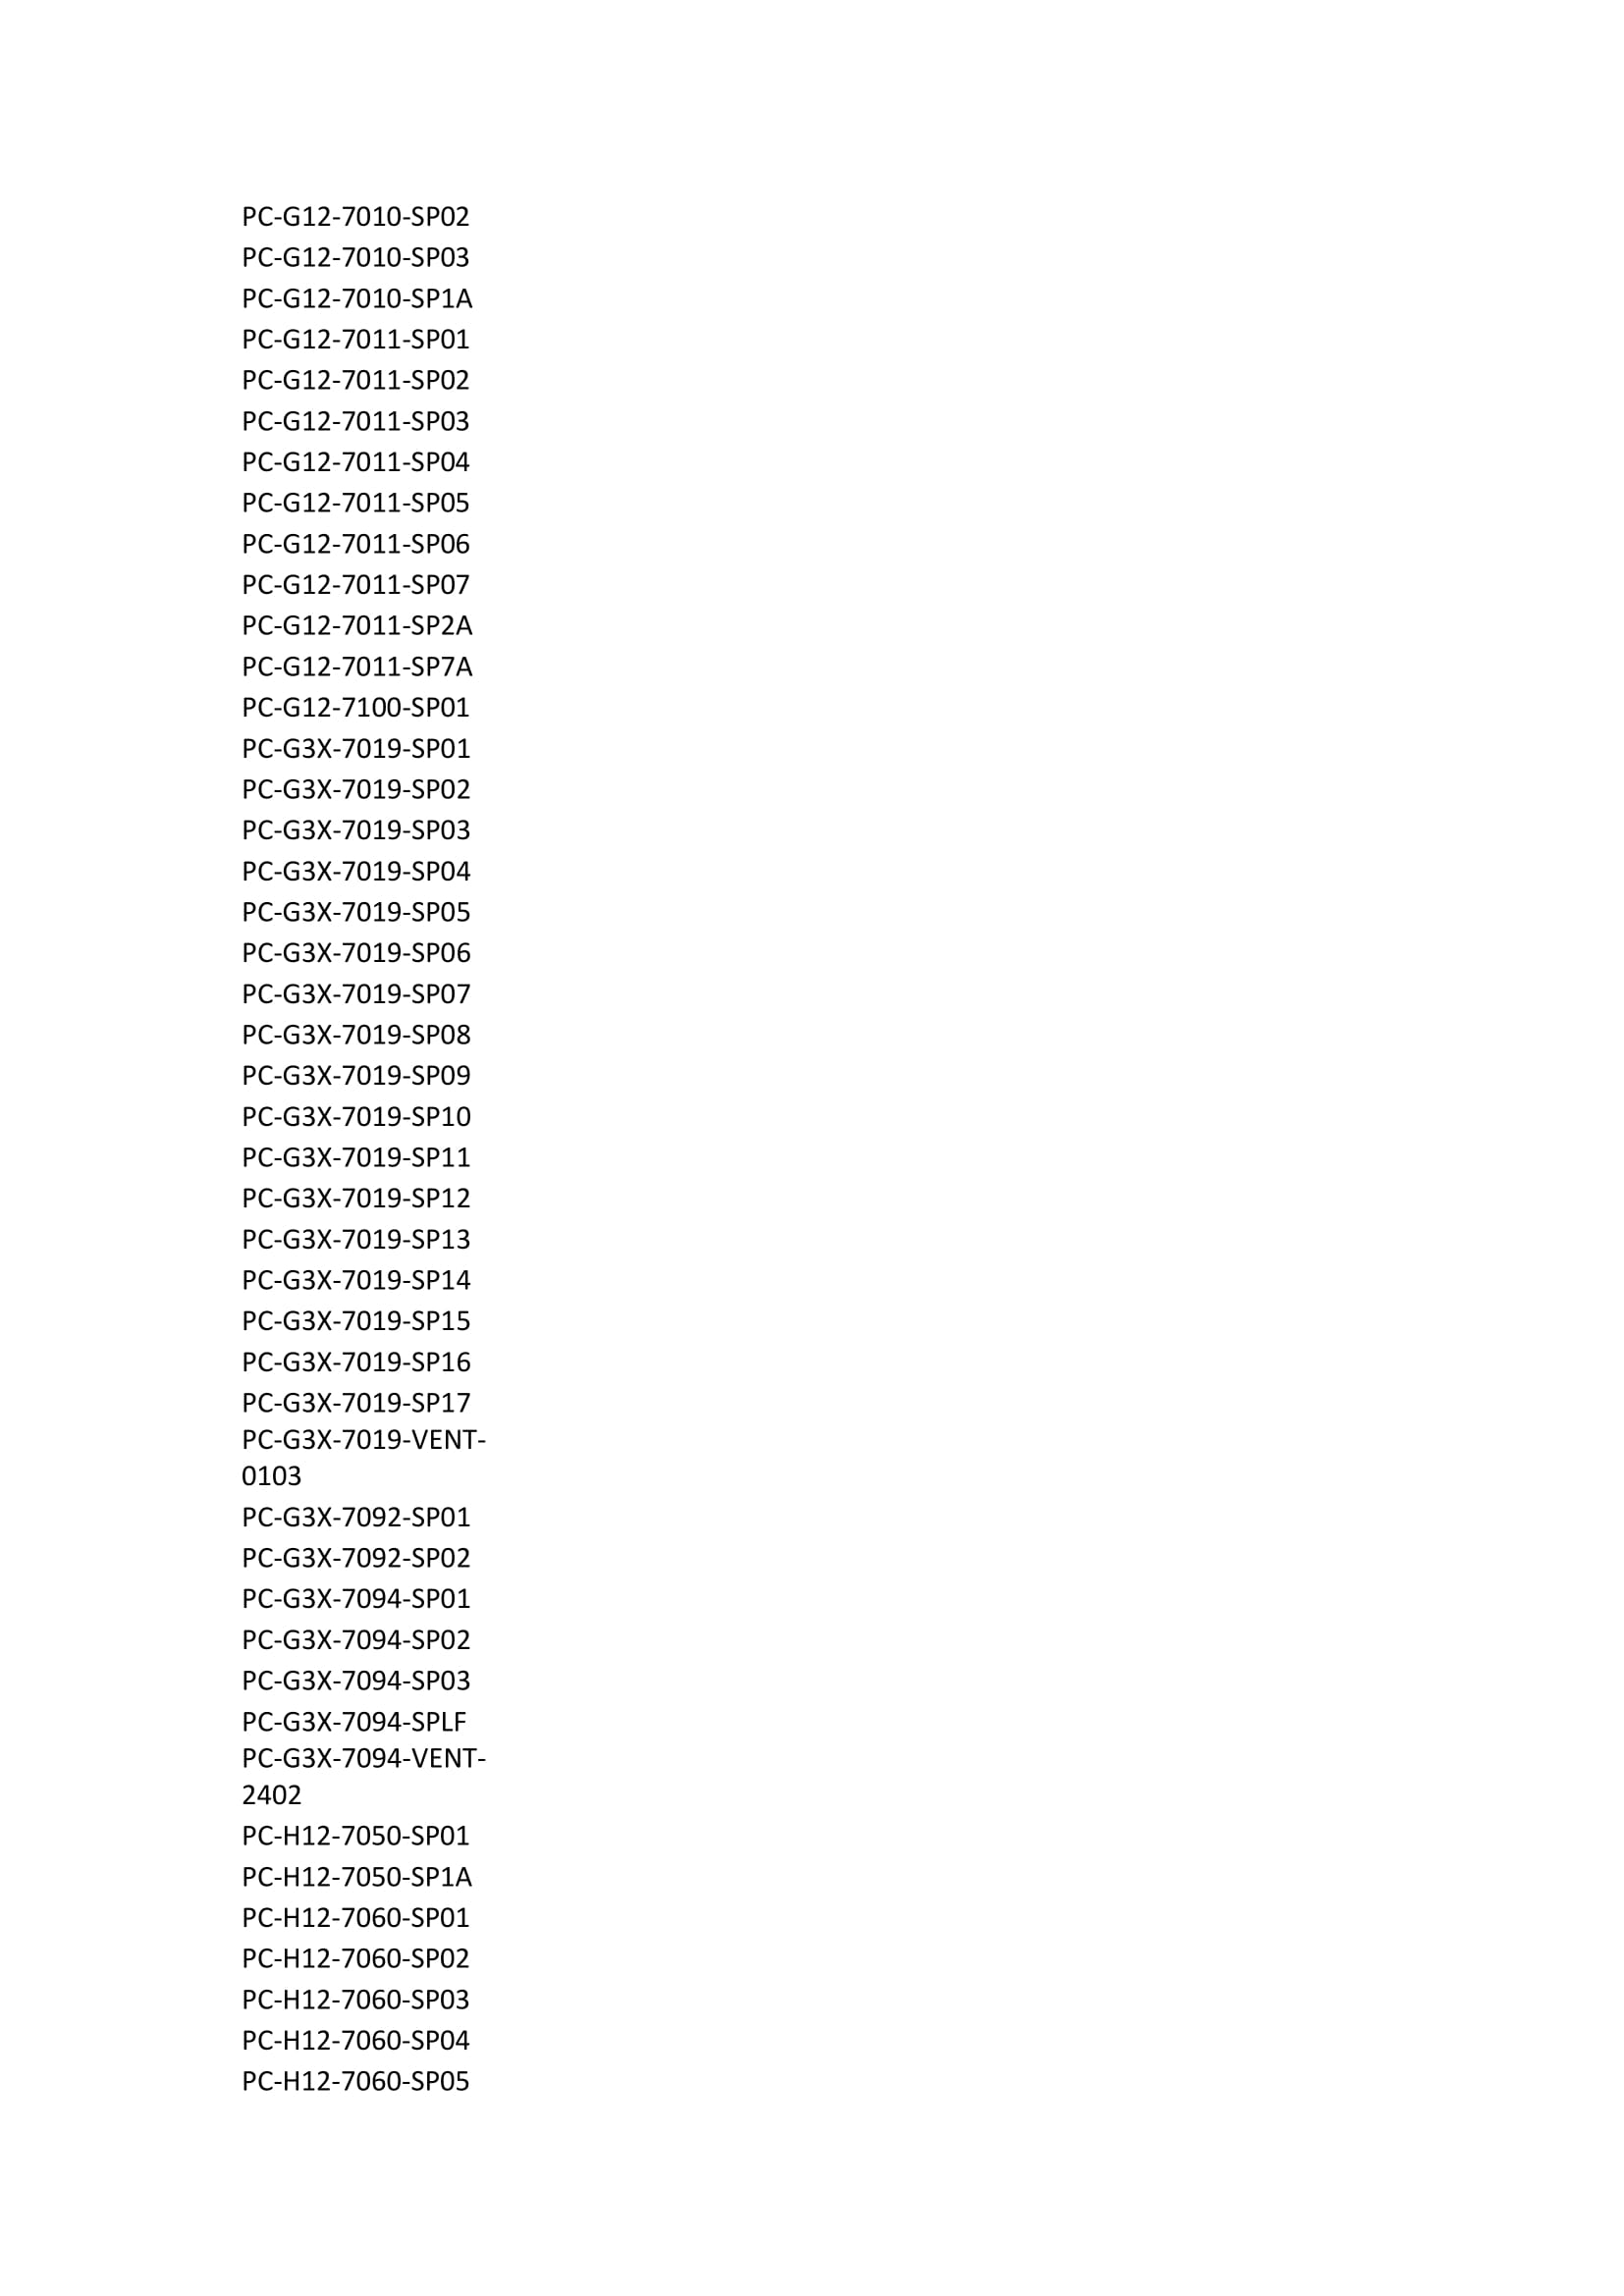 PC-G12-7010-SP02
PC-G12-7010-SP03
PC-G12-7010-SP1A
PC-G12-7011-SP01
PC-G12-7011-SP02
PC-G12-7011-SP03
PC-G12-7011-SP04
PC-G12-7011-SP05
PC-G12-7011-SP06
PC-G12-7011-SP07
PC-G12-7011-SP2A
PC-G12-7011-SP7A
PC-G12-7100-SP01
PC-G3X-7019-SP01
PC-G3X-7019-SP02
PC-G3X-7019-SP03
PC-G3X-7019-SP04
PC-G3X-7019-SP05
PC-G3X-7019-SP06
PC-G3X-7019-SP07
PC-G3X-7019-SP08
PC-G3X-7019-SP09
PC-G3X-7019-SP10
PC-G3X-7019-SP11
PC-G3X-7019-SP12
PC-G3X-7019-SP13
PC-G3X-7019-SP14
PC-G3X-7019-SP15
PC-G3X-7019-SP16
PC-G3X-7019-SP17
PC-G3X-7019-VENT-
0103
PC-G3X-7092-SP01
PC-G3X-7092-SP02
PC-G3X-7094-SP01
PC-G3X-7094-SP02
PC-G3X-7094-SP03
PC-G3X-7094-SPLF
PC-G3X-7094-VENT-
2402
PC-H12-7050-SP01
PC-H12-7050-SP1A
PC-H12-7060-SP01
PC-H12-7060-SP02
PC-H12-7060-SP03
PC-H12-7060-SP04
PC-H12-7060-SP05